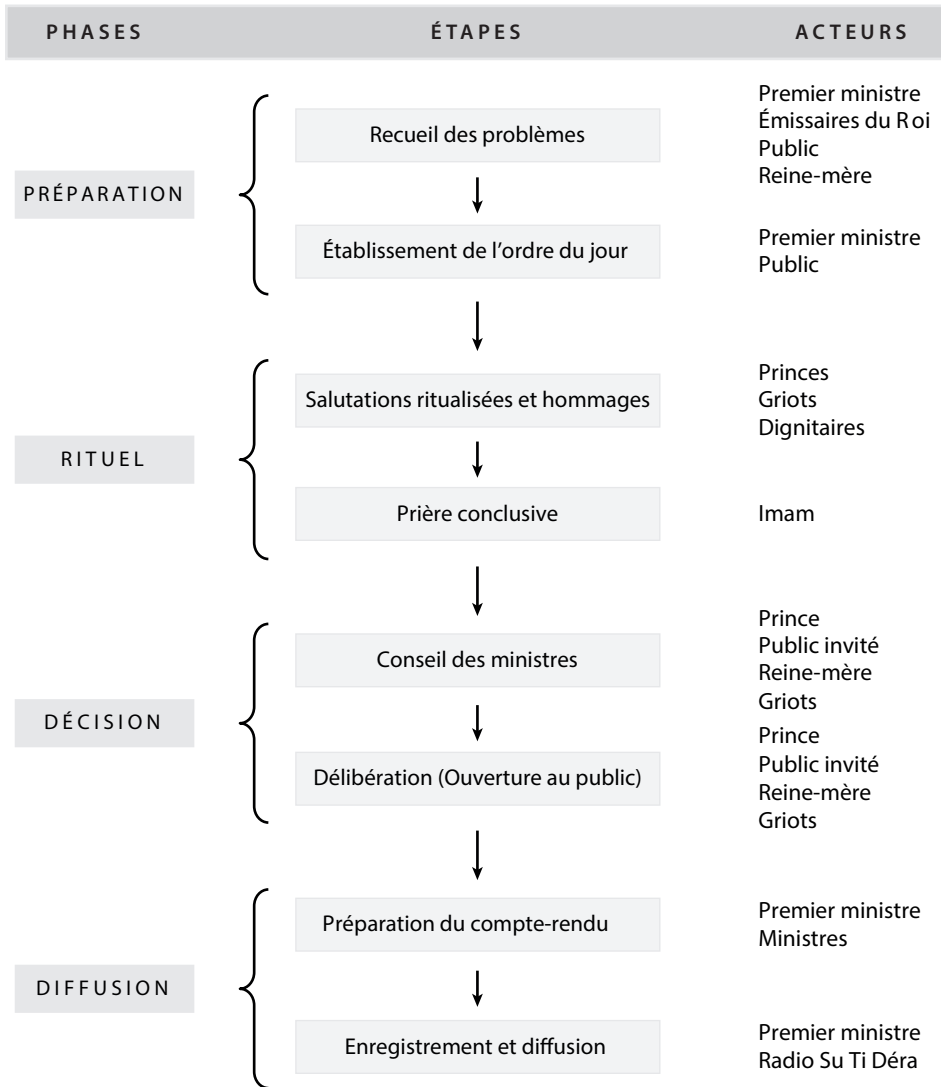 PHASES ÉTAPES ACTEURS
PRÉPARATION
Recueil des problèmes
Premier ministre
Émissaires du Roi
Public
Reine-mère
Établissement de l'ordre du jour
Premier ministre
Public
RITUEL
Salutations ritualisées et hommages
Princes
Griots
Dignitaires
Prière conclusive
Imam
DÉCISION
Conseil des ministres
Prince
Public invité
Reine-mère
Griots
Délibération (Ouverture au public)
Prince
Public invité
Reine-mère
Griots
DIFFUSION
Préparation du compte-rendu
Premier ministre
Ministres
Enregistrement et diffusion
Premier ministre
Radio Su Ti Déra